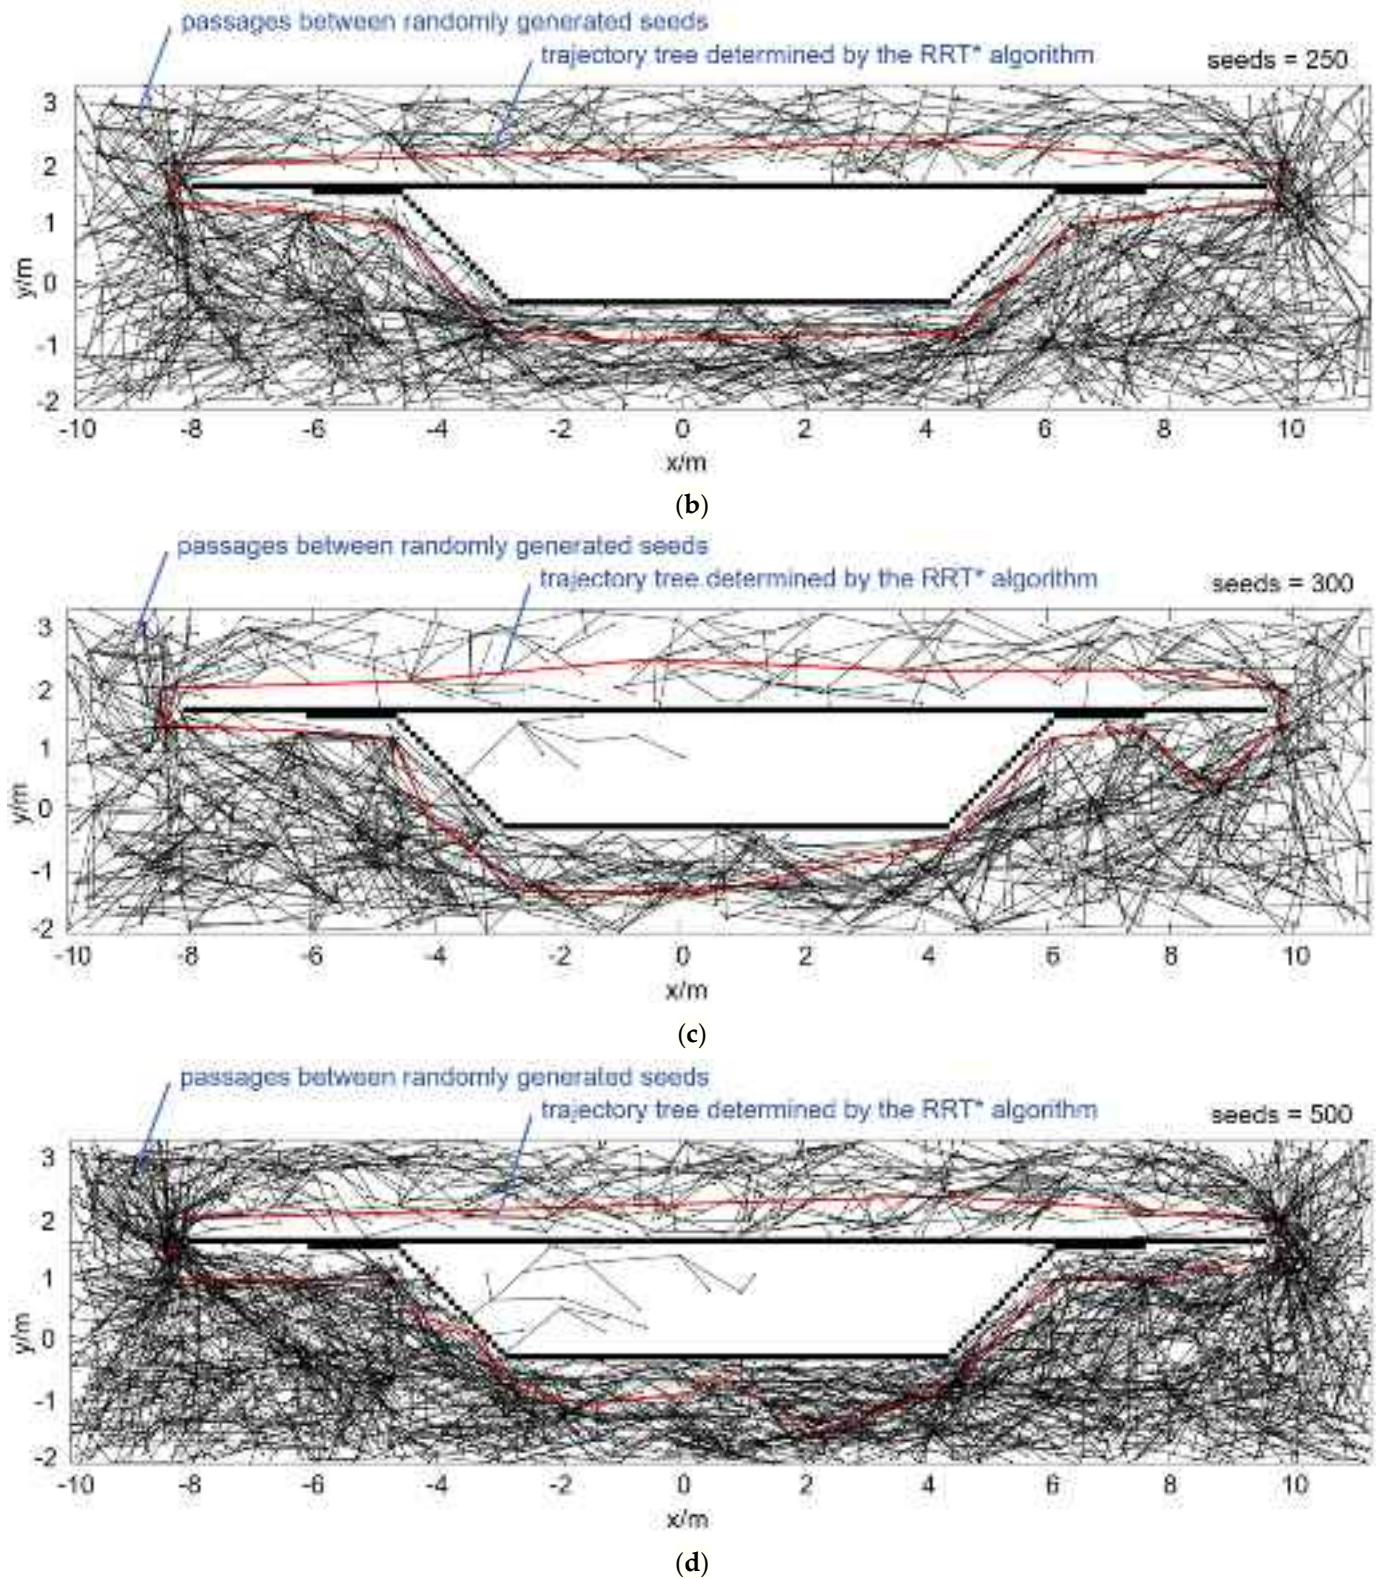 passages between randomly generated seeds
trajectory tree determined by the RRT* algorithm
seeds = 250
3
2
1
0
-1
-2
y/m
-10 -8 -6 -4 -2 0 2 4 6 8 10
x/m
(b)
passages between randomly generated seeds
trajectory tree determined by the RRT* algorithm
seeds = 300
3
2
1
0
-1
-2
y/m
-10 -8 -6 -4 -2 0 2 4 6 8 10
x/m
(c)
passages between randomly generated seeds
trajectory tree determined by the RRT* algorithm
seeds = 500
3
2
1
0
-1
-2
y/m
-10 -8 -6 -4 -2 0 2 4 6 8 10
x/m
(d)